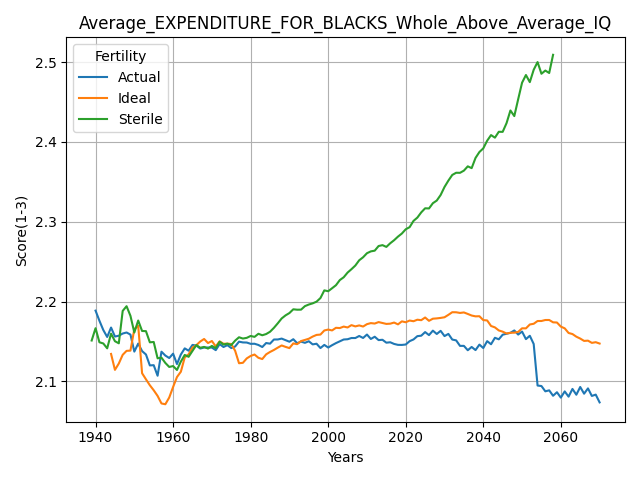 Average_EXPENDITURE_FOR_BLACKS_Whole_Above_Average_IQ
Fertility
Actual
Ideal
Sterile
Score(1-3)
2.5
2.4
2.3
2.2
2.1
1940 1960 1980 2000 2020 2040 2060
Years